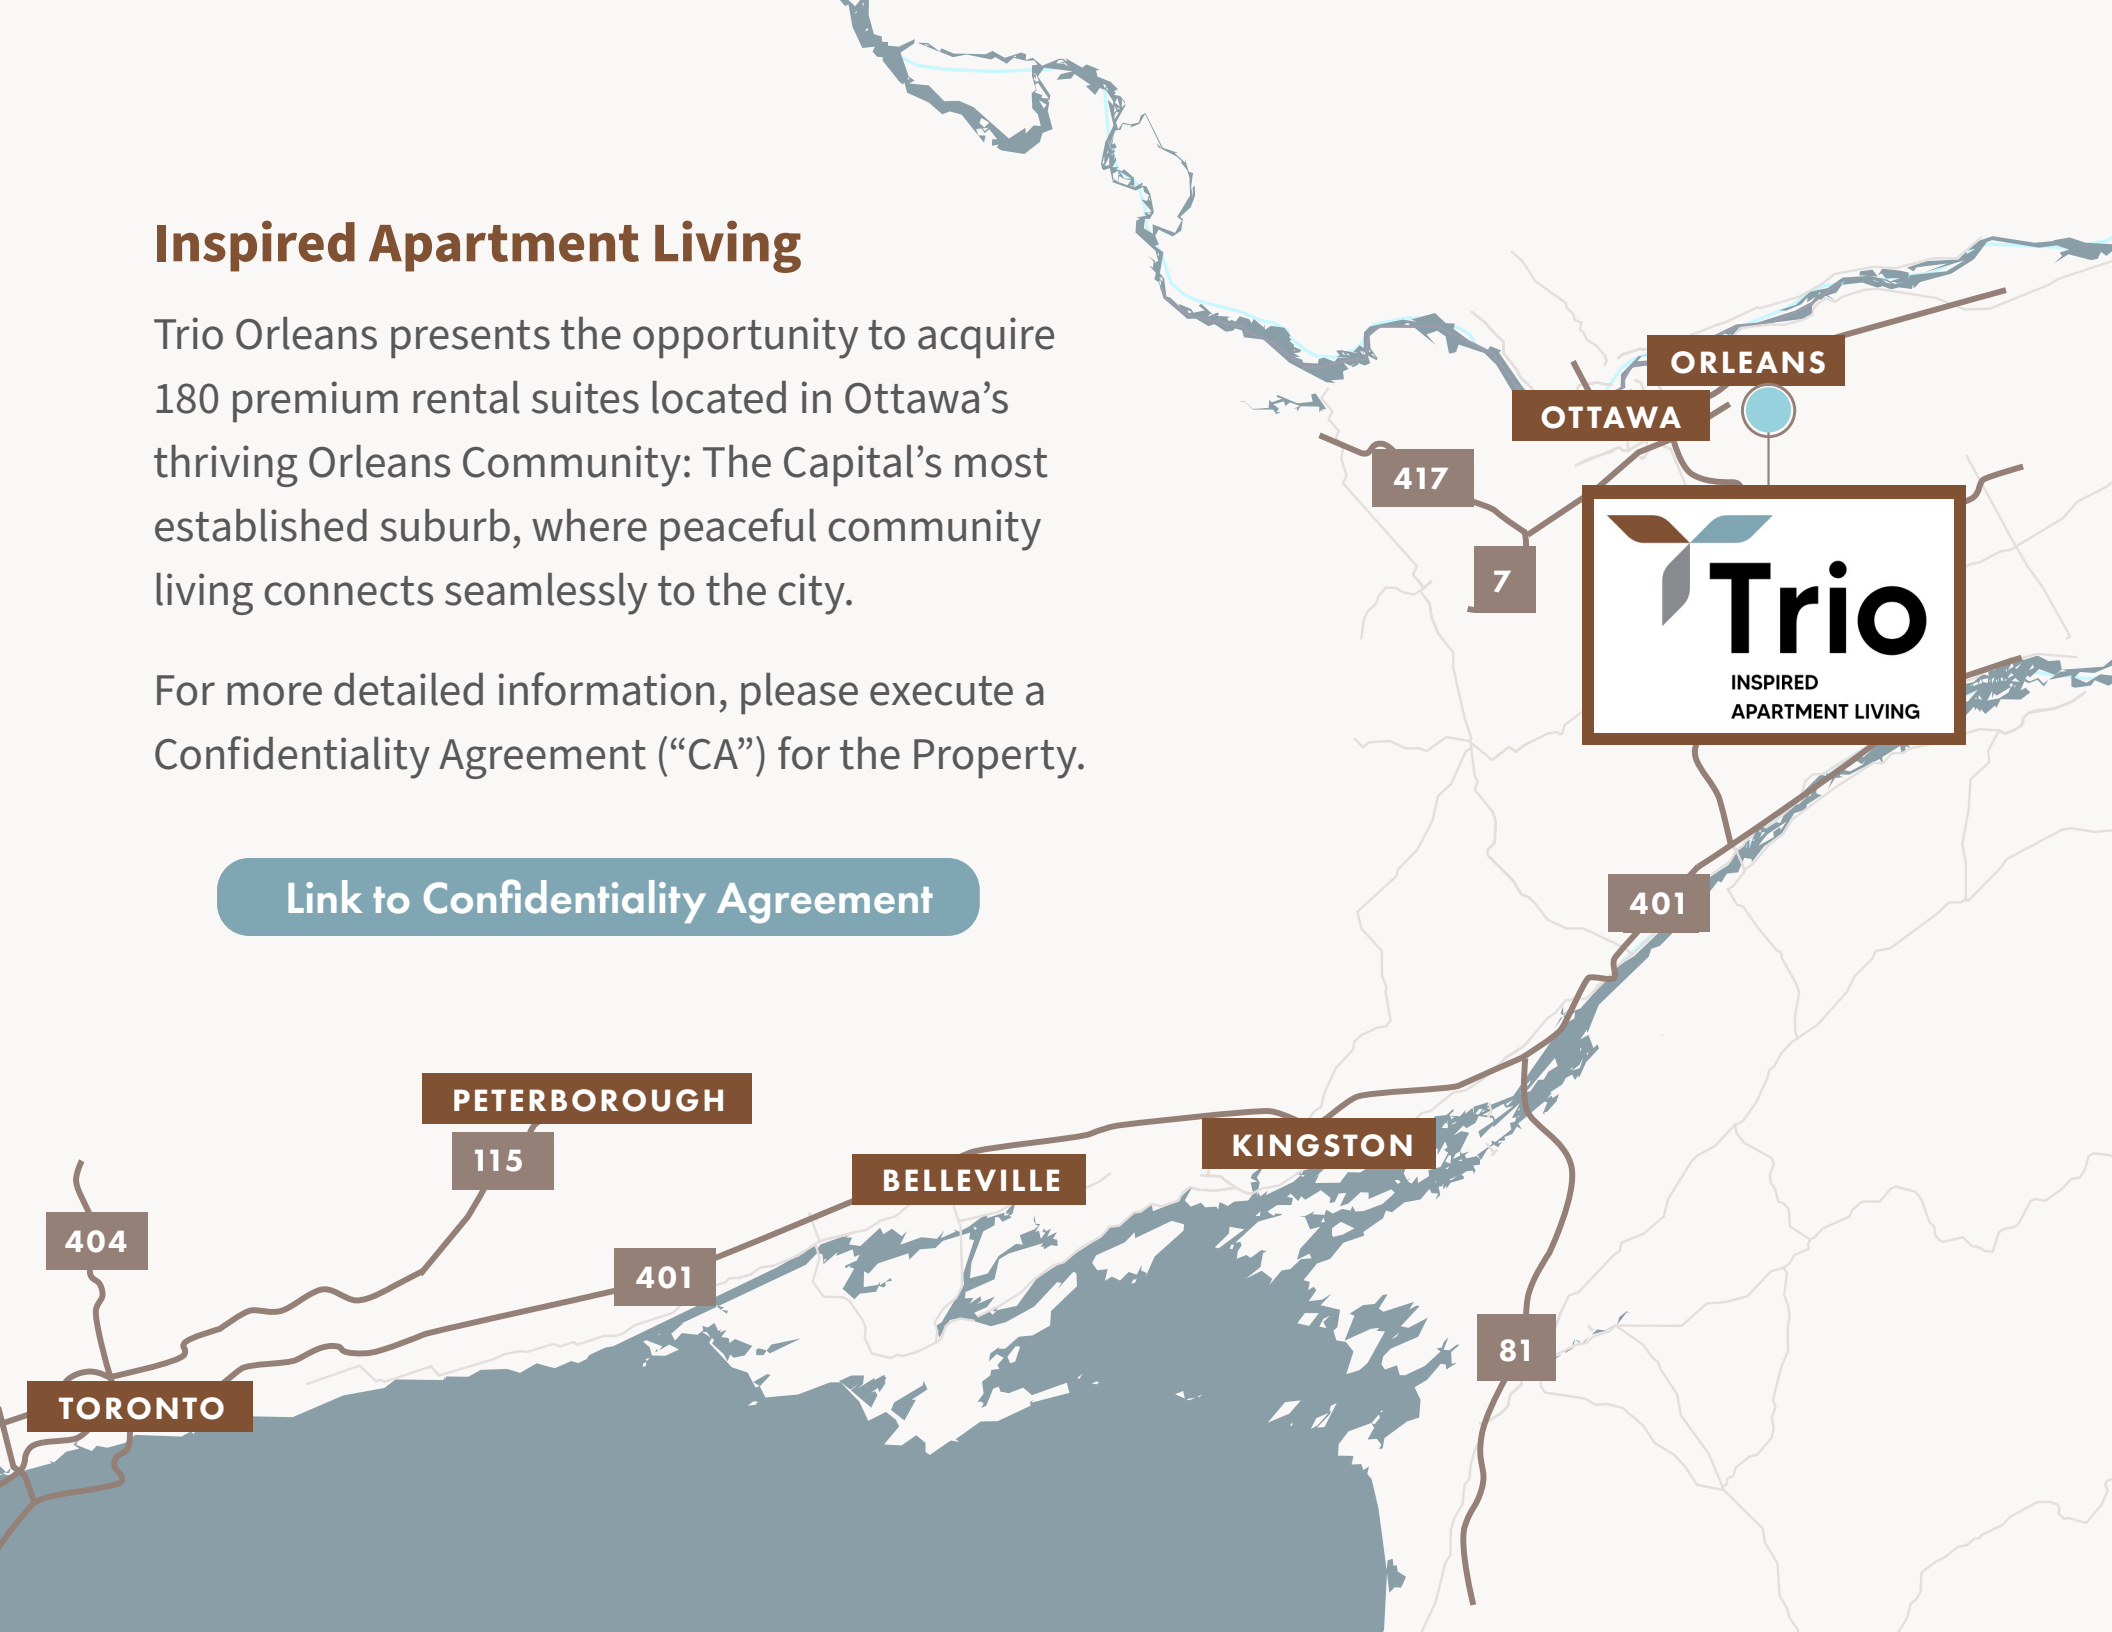 Inspired Apartment Living
Trio Orleans presents the opportunity to acquire
180 premium rental suites located in Ottawa’s
thriving Orleans Community: The Capital’s most
established suburb, where peaceful community
living connects seamlessly to the city.
For more detailed information, please execute a
Confidentiality Agreement (“CA”) for the Property.
Link to Confidentiality Agreement
ORLEANS
OTTAWA
417
7
Trio
INSPIRED
APARTMENT LIVING
401
PETERBOROUGH
115
KINGSTON
BELLEVILLE
404
401
81
TORONTO